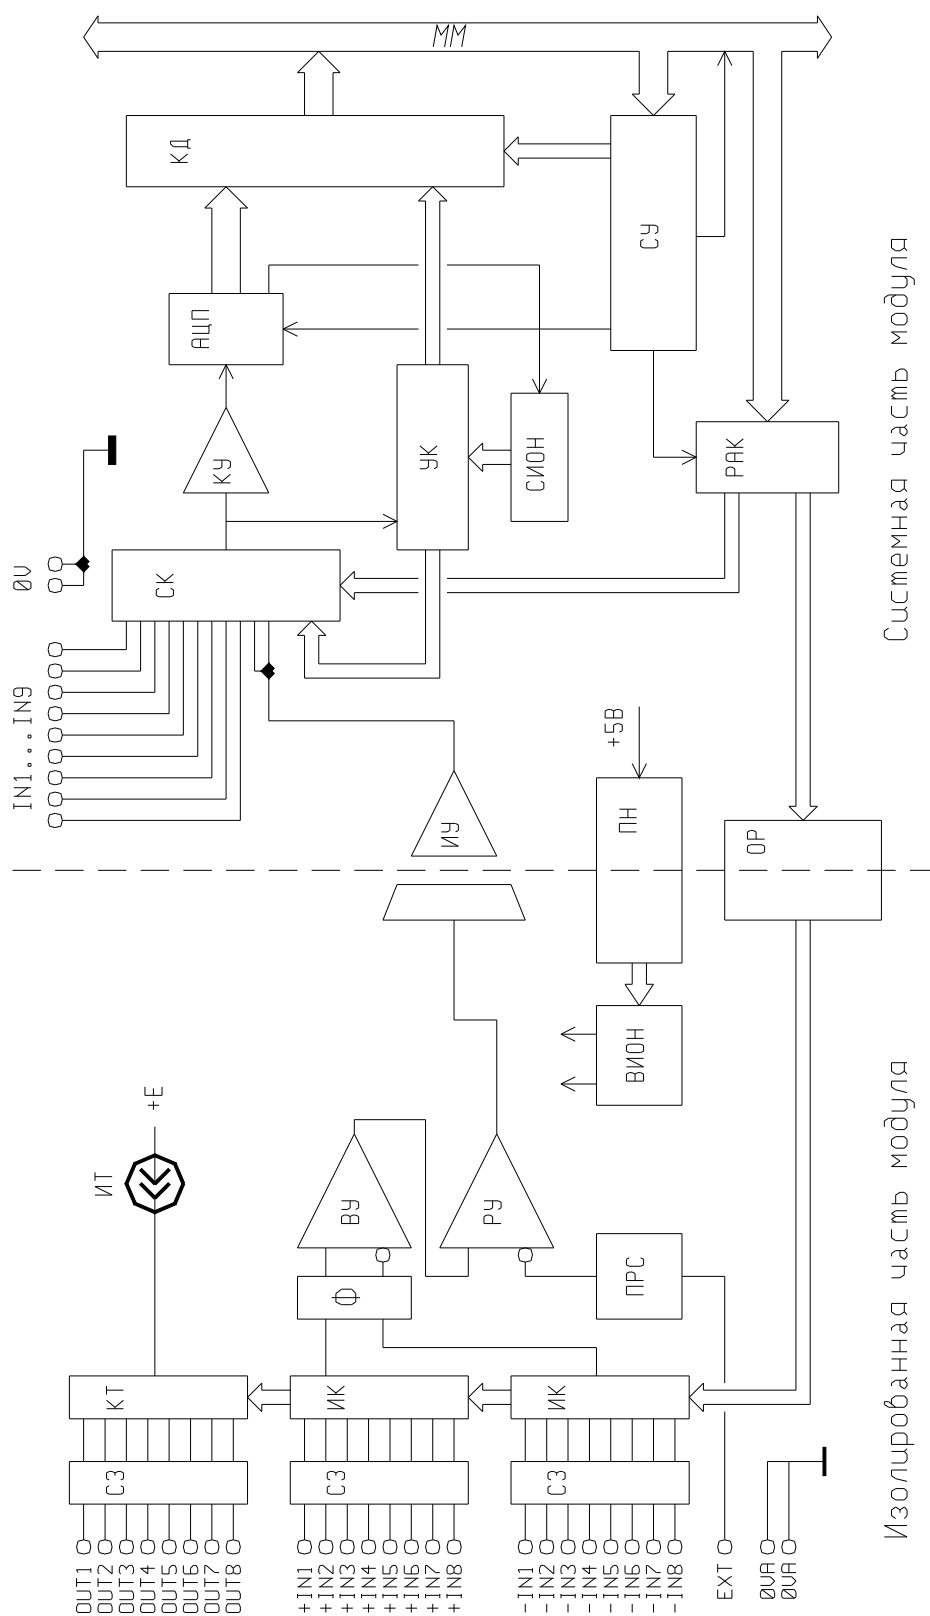 OUT1
OUT2
OUT3
OUT4
OUT5
OUT6
OUT7
OUT8
+IN1
+IN2
+IN3
+IN4
+IN5
+IN6
+IN7
+IN8
-IN1
-IN2
-IN3
-IN4
-IN5
-IN6
-IN7
-IN8
EXT
0VA
0VA
СЗ
СЗ
СЗ
КТ
ИК
ИК
ИТ
+Е
Ф
ВУ
РУ
ПРС
ВИОН
ПН
+5В
ОР
ИУ
IN1...IN9
0V
СК
КУ
УК
СИОН
РАК
АЦП
КД
СУ
ММ
Изолированная часть модуля
Системная часть модуля